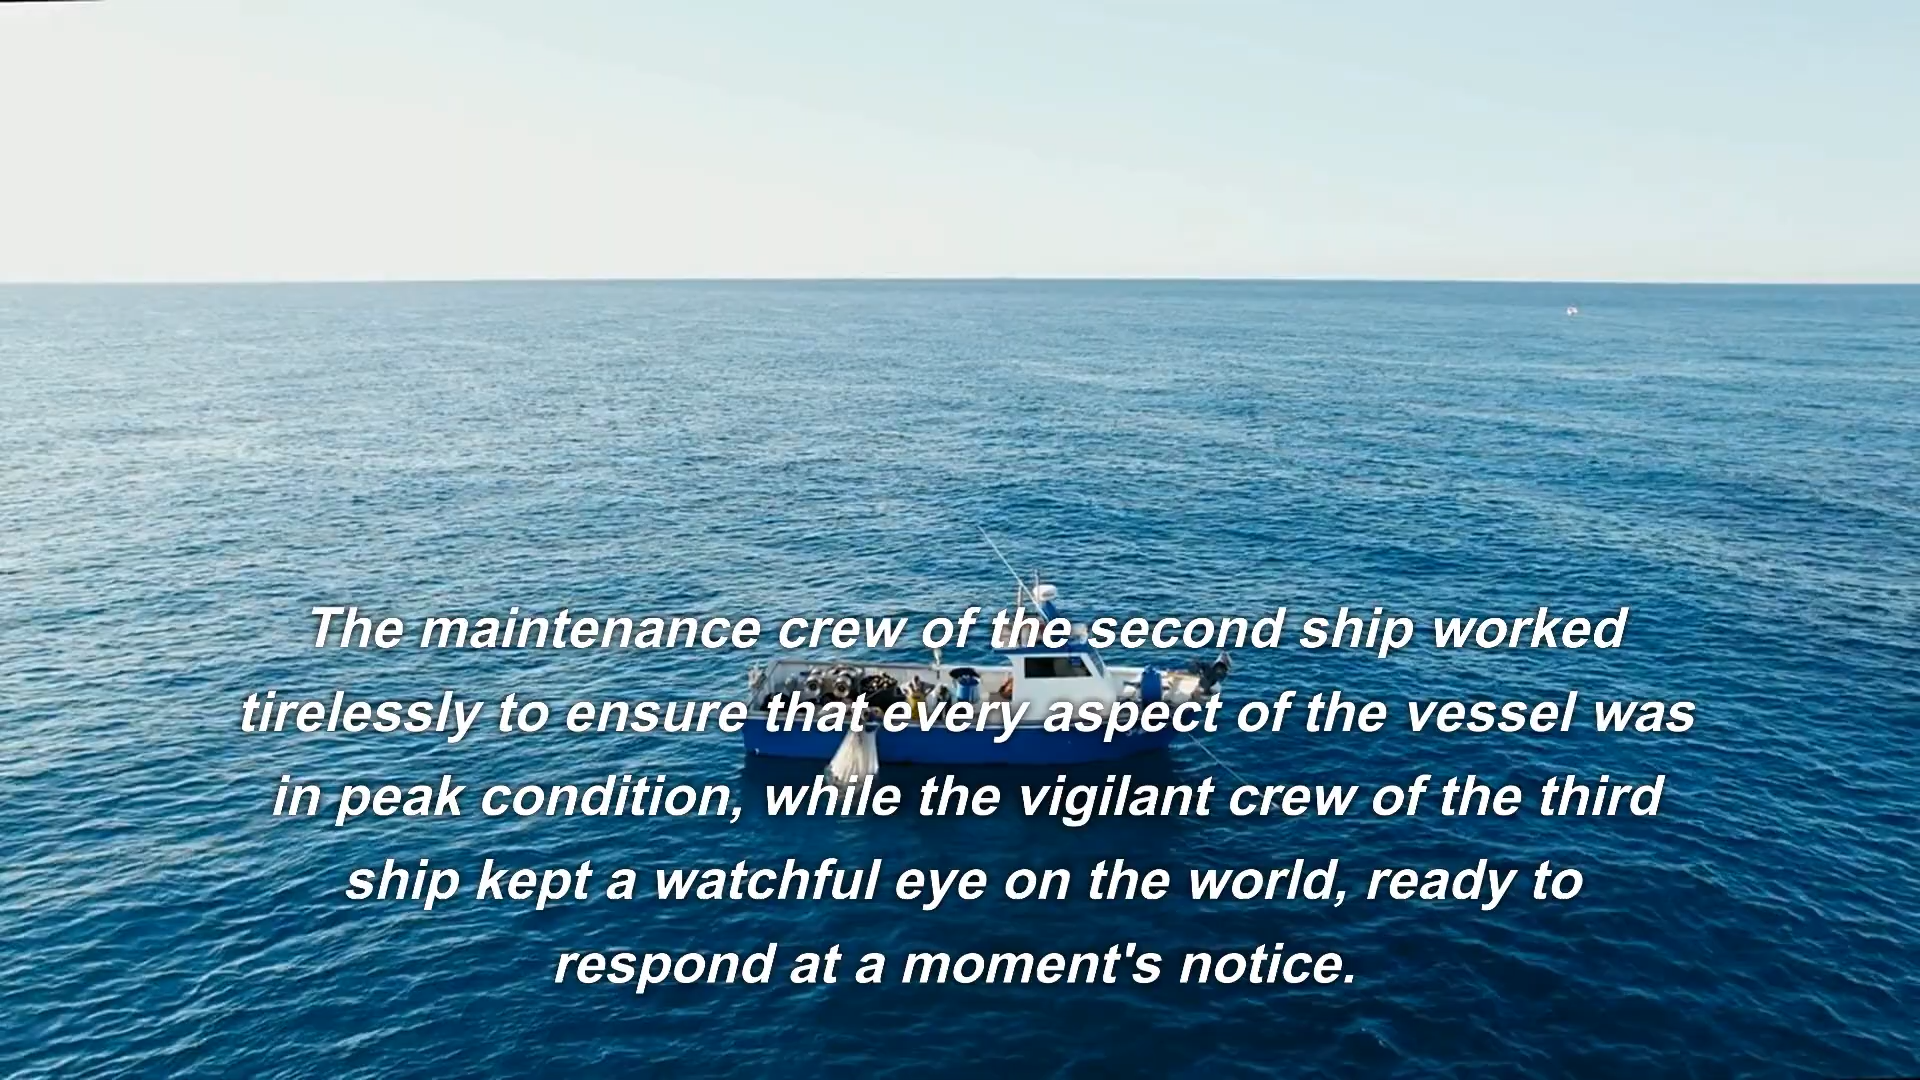 The maintenance crew of the second ship worked
tirelessly to ensure that every aspect of the vessel was
in peak condition, while the vigilant crew of the third
ship kept a watchful eye on the world, ready to
respond at a moment's notice.